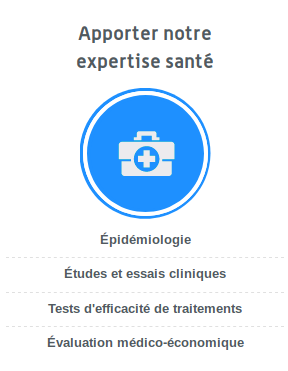 Apporter notre
expertise santé
Épidémiologie
Études et essais cliniques
Tests d'efficacité de traitements
Évaluation médico-économique